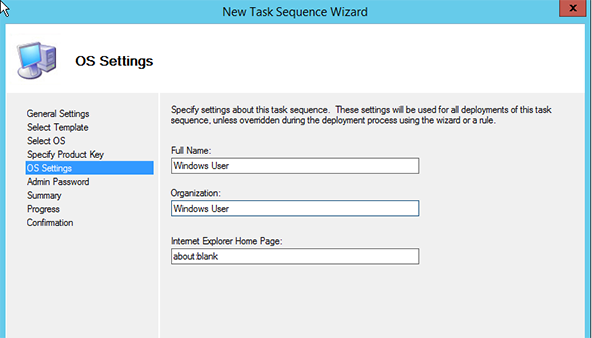 New Task Sequence Wizard
x
OS Settings
General Settings
Select Template
Select OS
Specify Product Key
OS Settings
Admin Password
Summary
Progress
Confirmation
Specify settings about this task sequence.  These settings will be used for all deployments of this task
sequence, unless overridden during the deployment process using the wizard or a rule.
Full Name:
Windows User
Organization:
Windows User
Internet Explorer Home Page:
about:blank